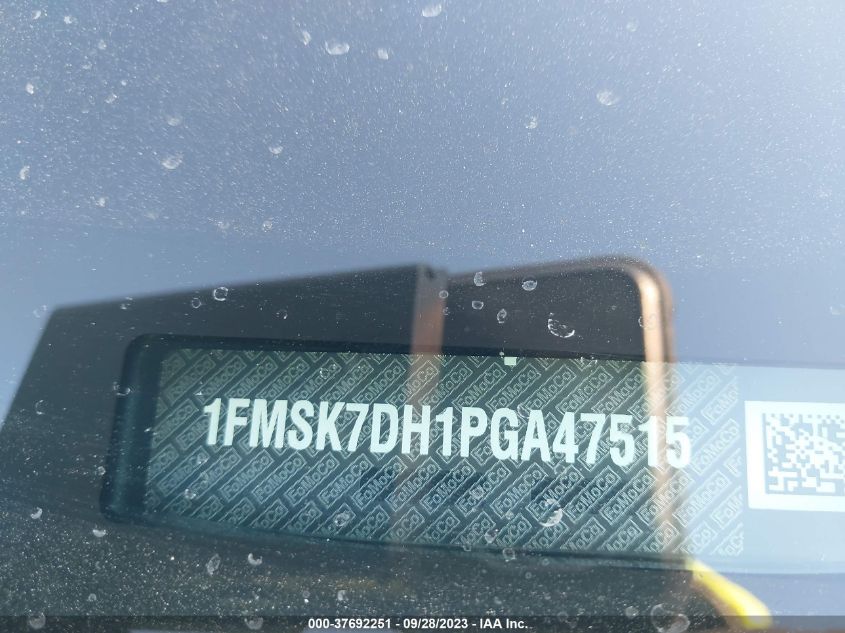 1FMSK7DH1PGA47515
000-37692251 - 09/28/2023 - IAA Inc.